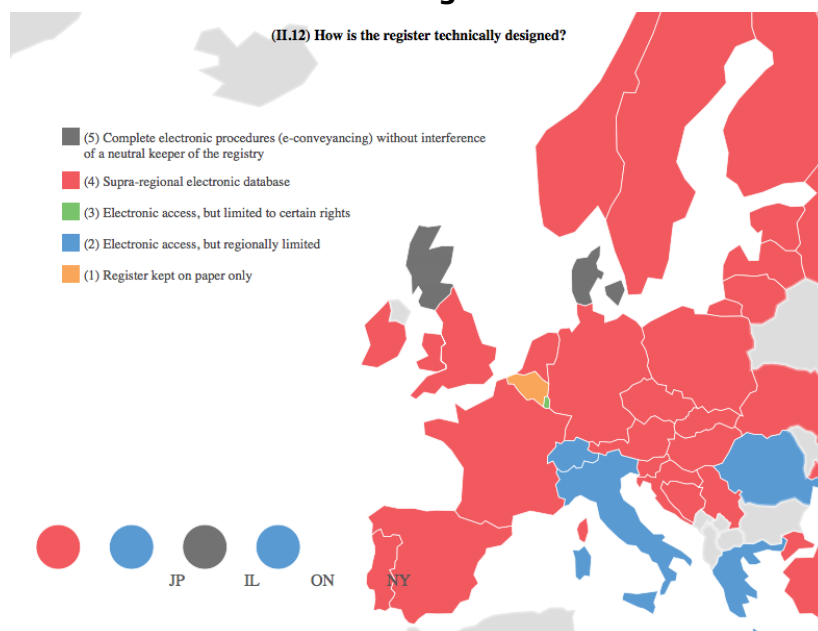 (II.12) How is the register technically designed?
(5) Complete electronic procedures (e-conveyancing) without interference
of a neutral keeper of the registry
(4) Supra-regional electronic database
(3) Electronic access, but limited to certain rights
(2) Electronic access, but regionally limited
(1) Register kept on paper only
JP IL ON NY